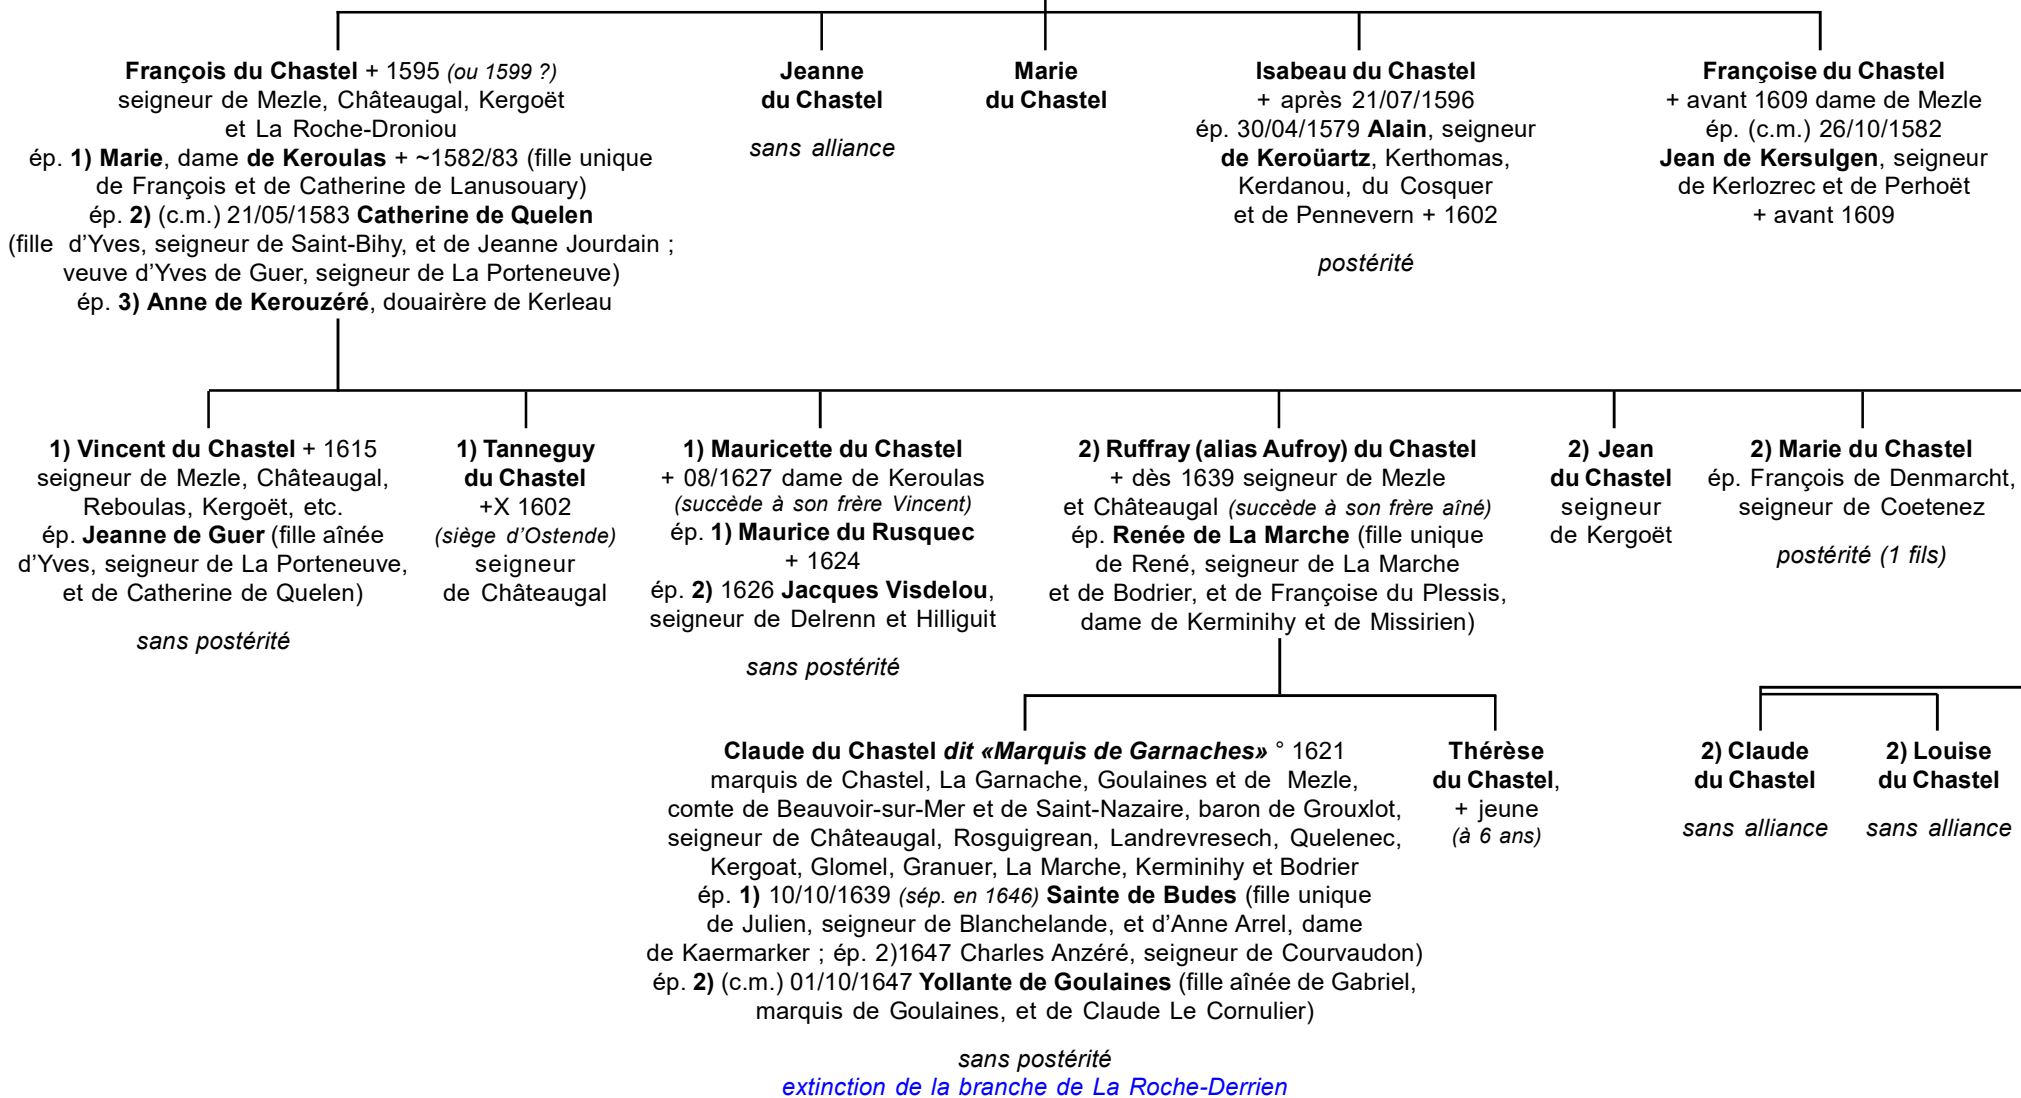 François du Chastel + 1595 (ou 1599 ?)
seigneur de Mezle, Châteaugal, Kergoët
et La Roche-Droniou
ép. 1) Marie, dame de Keroulas + ~1582/83 (fille unique
de François et de Catherine de Lanusouary)
ép. 2) (c.m.) 21/05/1583 Catherine de Quelen
(fille d'Yves, seigneur de Saint-Bihy, et de Jeanne Jourdain ;
veuve d'Yves de Guer, seigneur de La Porteneuve)
ép. 3) Anne de Kerouzéré, douairère de Kerleau
Jeanne
du Chastel
sans alliance
Marie
du Chastel
Isabeau du Chastel
+ après 21/07/1596
ép. 30/04/1579 Alain, seigneur
de Keroüartz, Kerthomas,
Kerdanou, du Cosquer
et de Pennevern + 1602
postérité
Françoise du Chastel
+ avant 1609 dame de Mezle
ép. (c.m.) 26/10/1582
Jean de Kersulgen, seigneur
de Kerlozrec et de Perhoët
+ avant 1609
1) Vincent du Chastel + 1615
seigneur de Mezle, Châteaugal,
Reboulas, Kergoët, etc.
ép. Jeanne de Guer (fille aînée
d'Yves, seigneur de La Porteneuve,
et de Catherine de Quelen)
sans postérité
1) Tanneguy
du Chastel
+X 1602
(siège d'Ostende)
seigneur
de Châteaugal
1) Mauricette du Chastel
+ 08/1627 dame de Keroulas
(succède à son frère Vincent)
ép. 1) Maurice du Rusquec
+ 1624
ép. 2) 1626 Jacques Visdelou,
seigneur de Delrenn et Hilliguit
sans postérité
2) Ruffray (alias Aufroy) du Chastel
+ dès 1639 seigneur de Mezle
et Châteaugal (succède à son frère aîné)
ép. Renée de La Marche (fille unique
de René, seigneur de La Marche
et de Bodrier, et de Françoise du Plessis,
dame de Kerminihy et de Missirien)
2) Jean
du Chastel
seigneur
de Kergoët
2) Marie du Chastel
ép. François de Denmarcht,
seigneur de Coetenez
postérité (1 fils)
Claude du Chastel dit «Marquis de Garnaches» ° 1621
marquis de Chastel, La Garnache, Goulaines et de Mezle,
comte de Beauvoir-sur-Mer et de Saint-Nazaire, baron de Grouxlot,
seigneur de Châteaugal, Rosguigrean, Landrevresech, Quelenec,
Kergoat, Glomel, Granuer, La Marche, Kerminihy et Bodrier
ép. 1) 10/10/1639 (sép. en 1646) Sainte de Budes (fille unique
de Julien, seigneur de Blanchelande, et d'Anne Arrel, dame
de Kaermarker ; ép. 2)1647 Charles Anzéré, seigneur de Courvaudon)
ép. 2) (c.m.) 01/10/1647 Yollante de Goulaines (fille aînée de Gabriel,
marquis de Goulaines, et de Claude Le Cornulier)
sans postérité
extinction de la branche de La Roche-Derrien
Thérèse
du Chastel,
+ jeune
(à 6 ans)
2) Claude
du Chastel
sans alliance
2) Louise
du Chastel
sans alliance